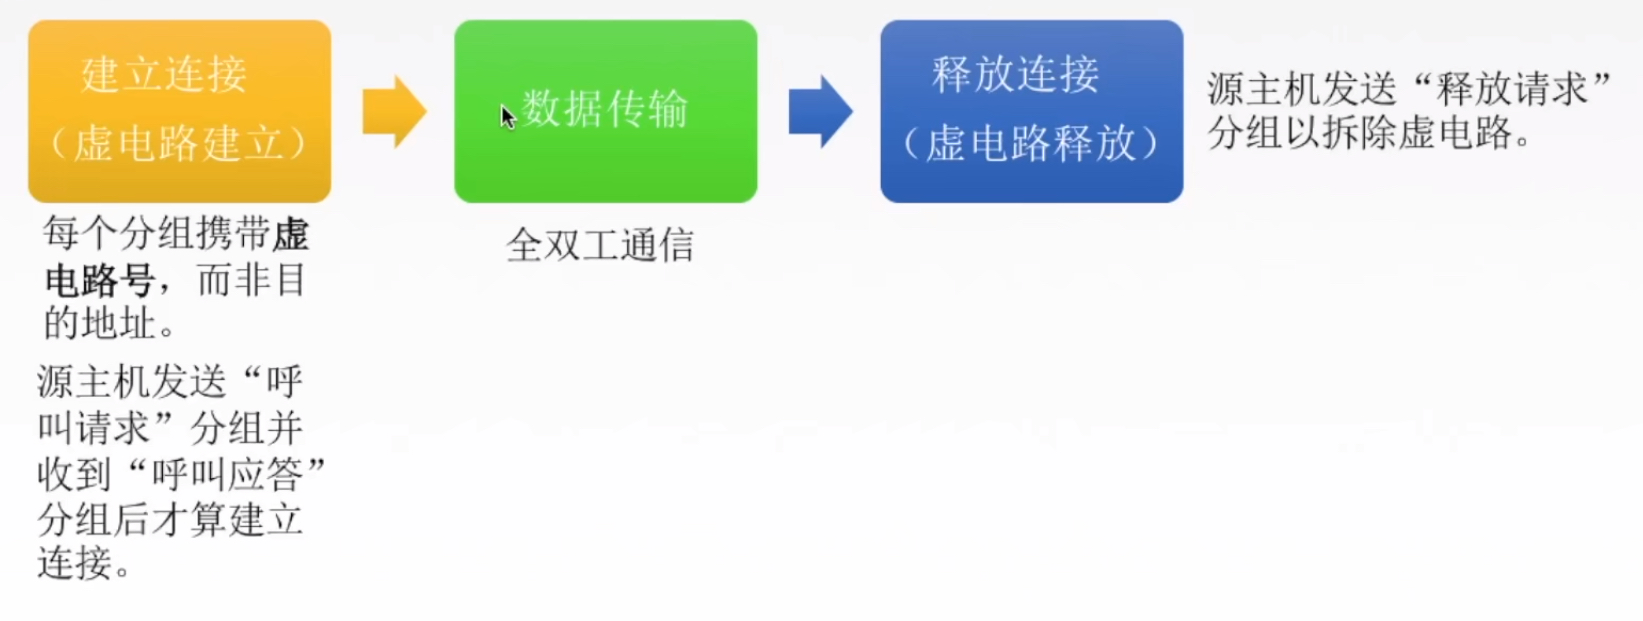 建立连接
（虚电路建立）
数据传输
释放连接
（虚电路释放）
源主机发送“释放请求”
分组以拆除虚电路。
每个分组携带虚
电路号，而非目
的地址。
全双工通信
源主机发送“呼
叫请求”分组并
收到“呼叫应答”
分组后才算建立
连接。